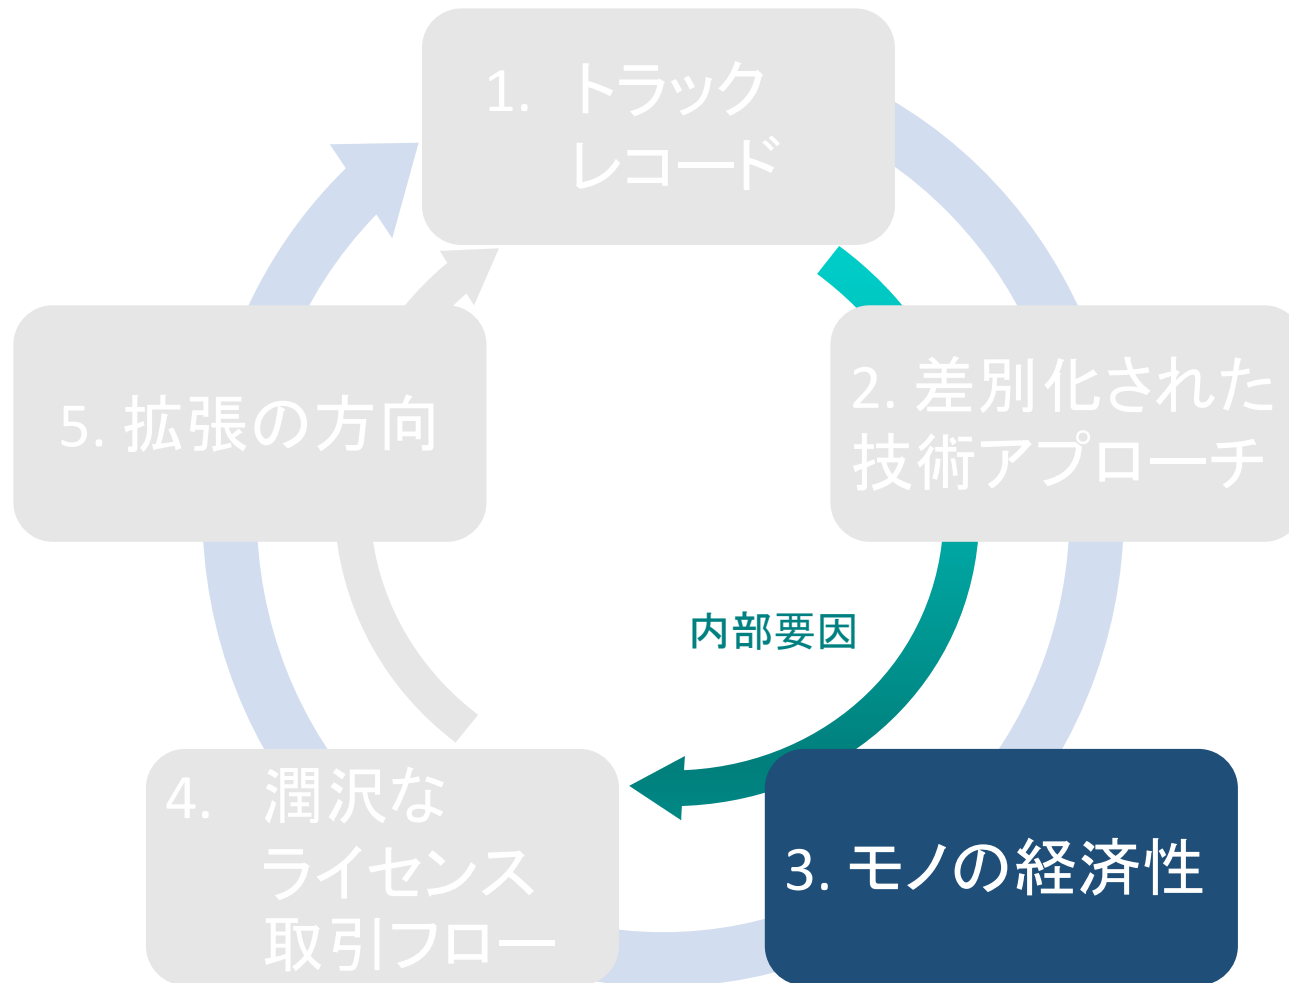 1. トラック
レコード
2. 差別化された
技術アプローチ
5. 拡張の方向
内部要因
4. 潤沢な
ライセンス
取引フロー
3. モノの経済性